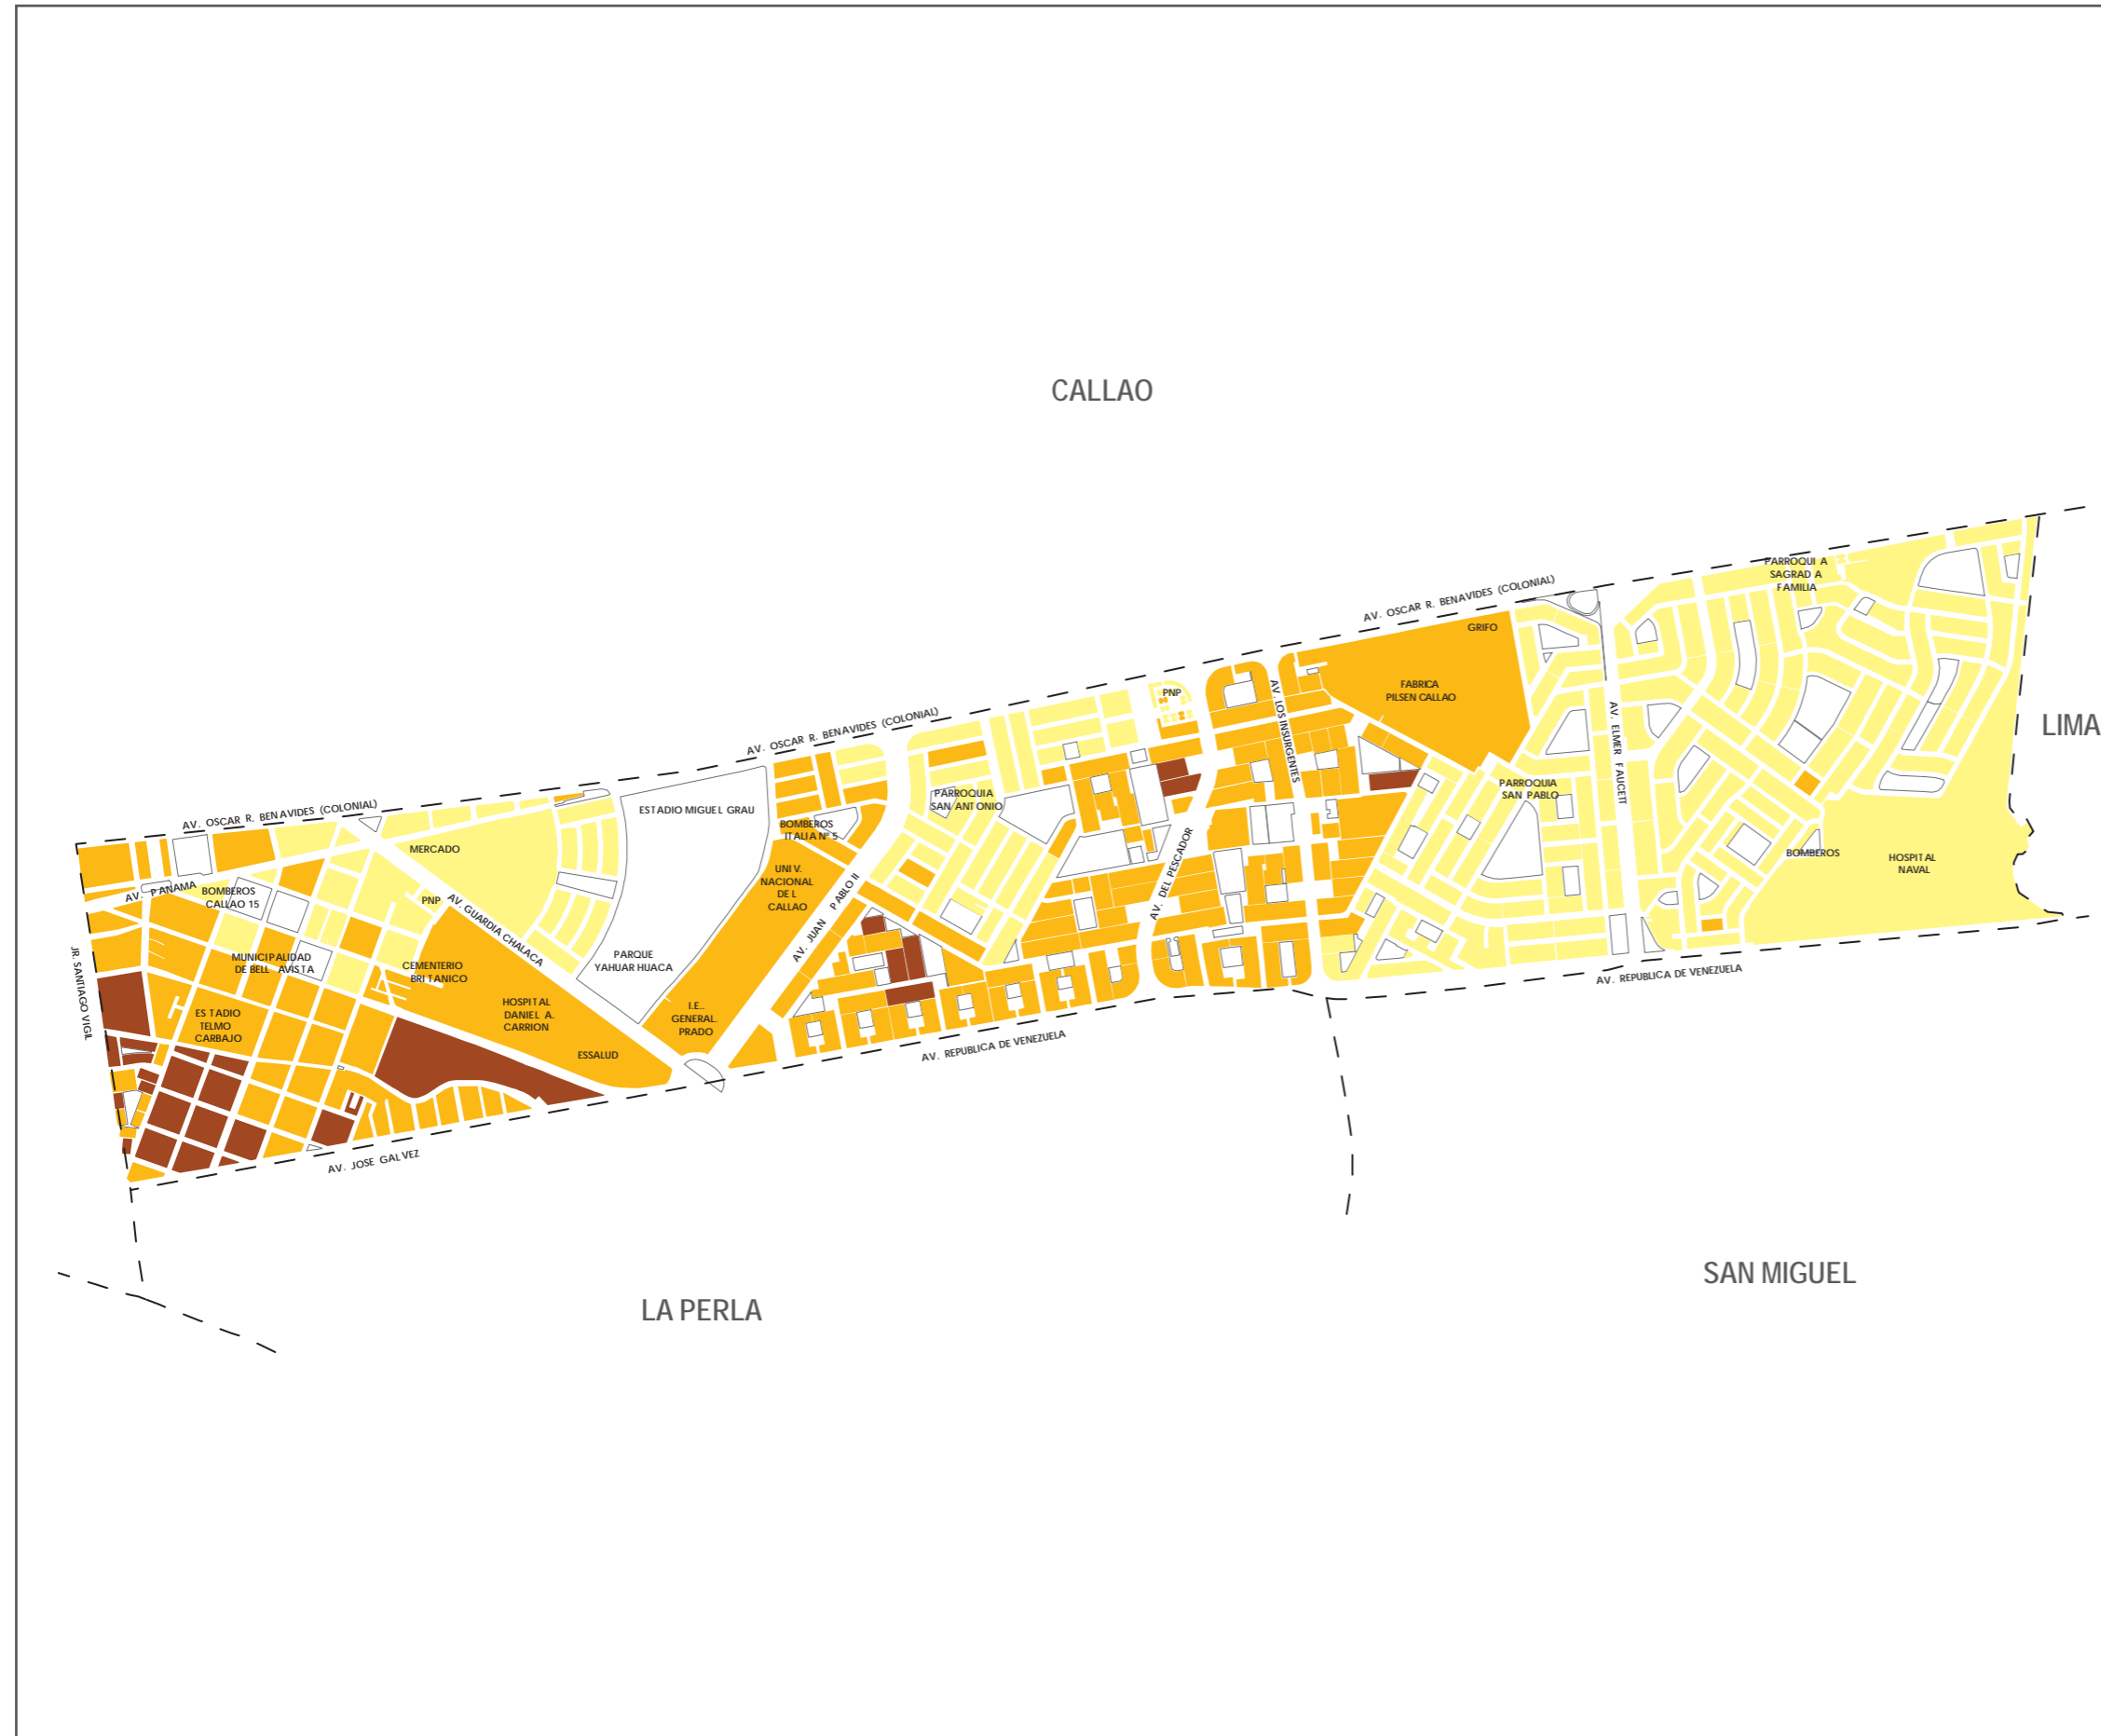 CALLAO
LIMA
SAN MIGUEL
LA PERLA
AV. OSCAR R. BENAVIDES (COLONIAL)
PARROQUIA
SAGRADA
FAMILIA
GRIFO
FABRICA
PILSEN CALLAO
PNP
AV. LOS INSURGENTES
AV. ELMER FAUCETT
AV. OSCAR R. BENAVIDES (COLONIAL)
PARROQUIA
SAN ANTONIO
PARROQUIA
SAN PABLO
ESTADIO MIGUEL GRAU
BOMBEROS
ITALIA Nº 5
AV. OSCAR R. BENAVIDES (COLONIAL)
MERCADO
BOMBEROS
HOSPITAL
NAVAL
UNIV.
NACIONAL
DEL
CALLAO
AV. PANAMA
BOMBEROS
CALLAO 15
PNP
AV. GUARDIA CHALACA
AV. JUAN PABLO II
AV. DEL PESCADOR
MUNICIPALIDAD
DE BELLAVISTA
PARQUE
YAHUAR HUACA
CEMENTERIO
BRITANICO
JR. SANTIAGO VIGIL
HOSPITAL
DANIEL A.
CARRION
I.E..
GENERAL.
PRADO
ESTADIO
TELMO
CARBAJO
ESSALUD
AV. REPUBLICA DE VENEZUELA
AV. REPUBLICA DE VENEZUELA
AV. JOSE GALVEZ